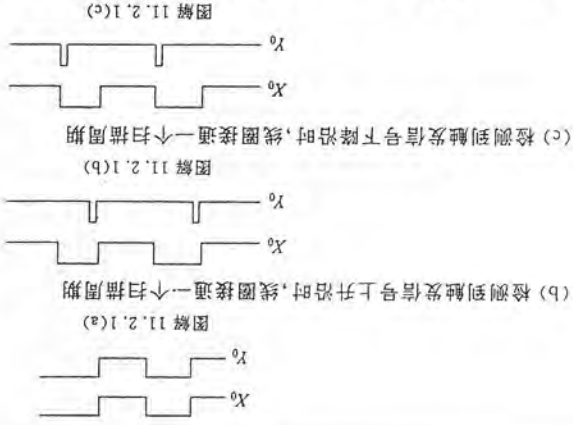 X₀
Y₀
图解 11.2.1(a)
(b) 检测到触发信号上升沿时,线圈接通一个扫描周期
X₀
Y₀
图解 11.2.1(b)
(c) 检测到触发信号下降沿时,线圈接通一个扫描周期
X₀
Y₀
图解 11.2.1(c)